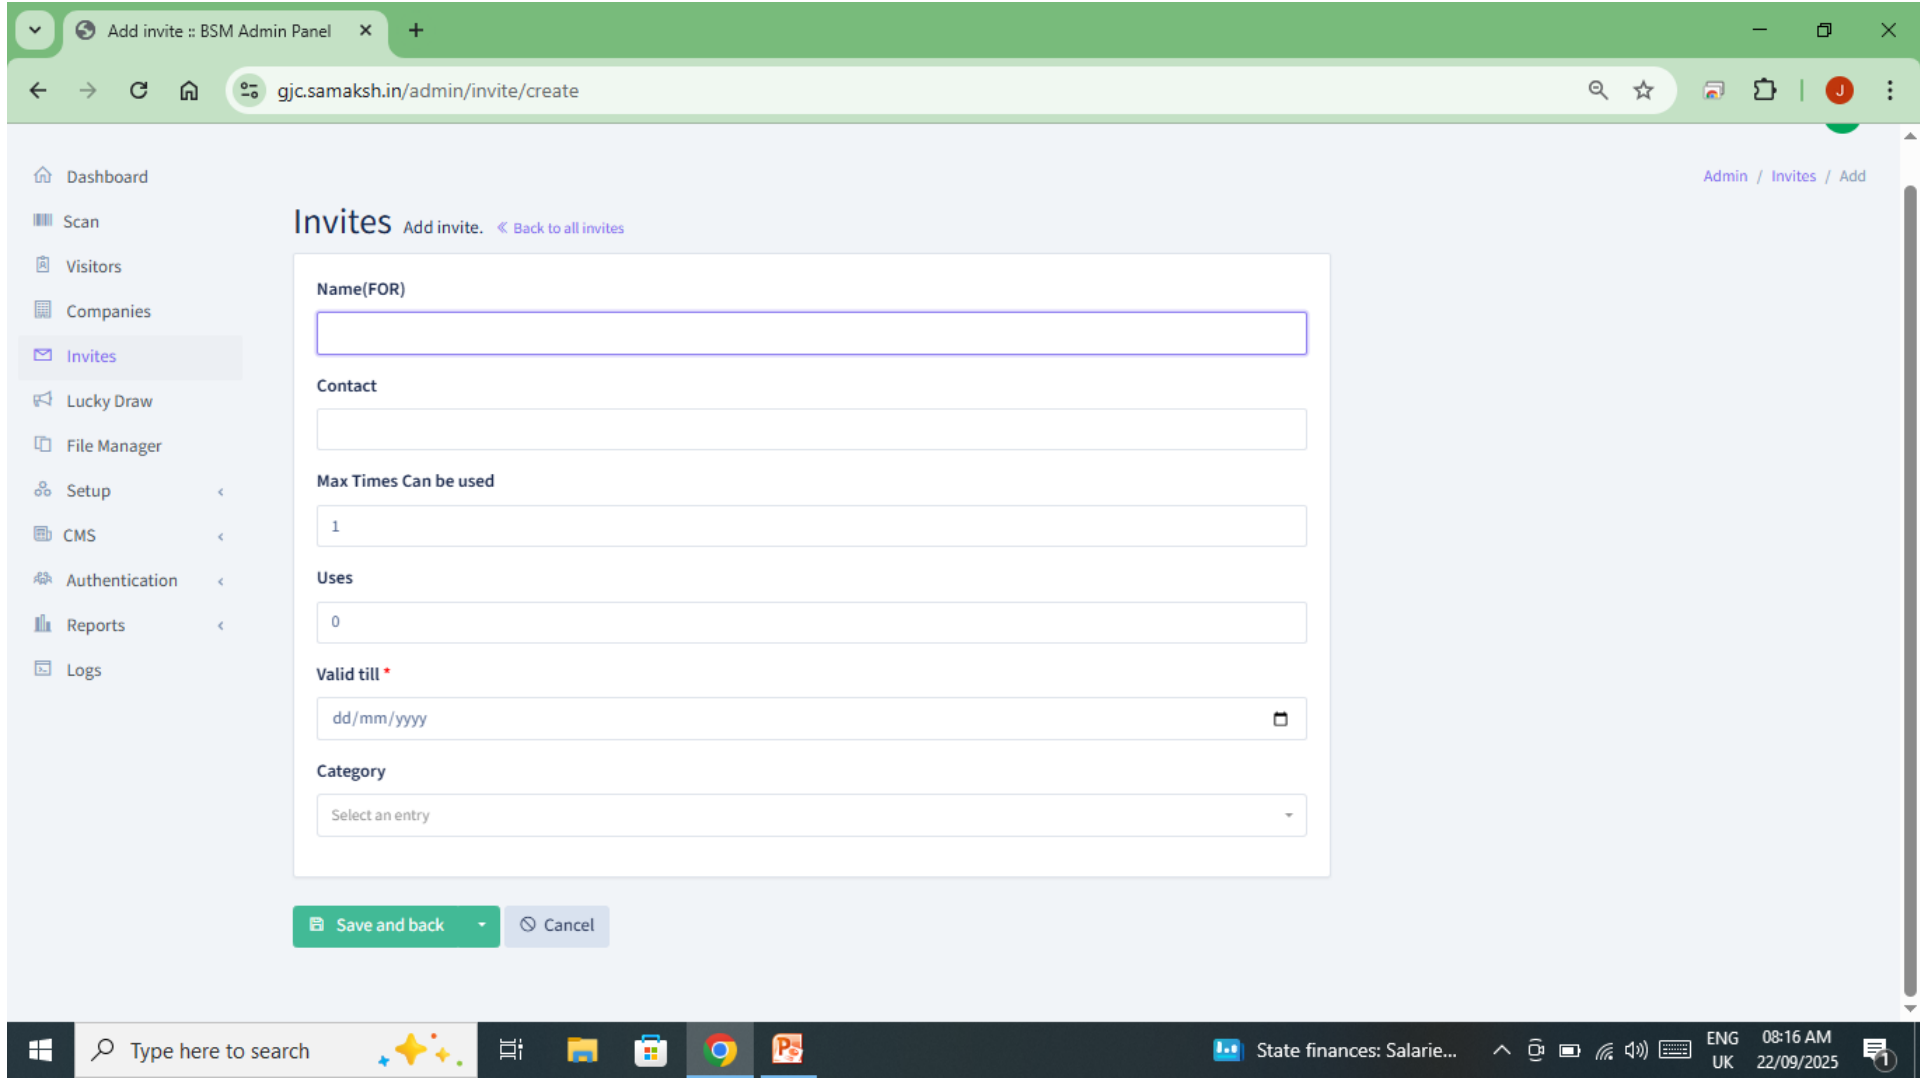 Add invite :: BSM Admin Panel
gjc.samaksh.in/admin/invite/create
J
Dashboard
Admin / Invites / Add
Scan
Invites Add invite. « Back to all invites
Visitors
Name(FOR)
Companies
Invites
Contact
Lucky Draw
File Manager
Max Times Can be used
Setup
1
CMS
Authentication
Uses
Reports
0
Logs
Valid till *
dd/mm/yyyy
Category
Select an entry
Save and back
Cancel
Type here to search
State finances: Salarie...
ENG
UK
08:16 AM
22/09/2025
1